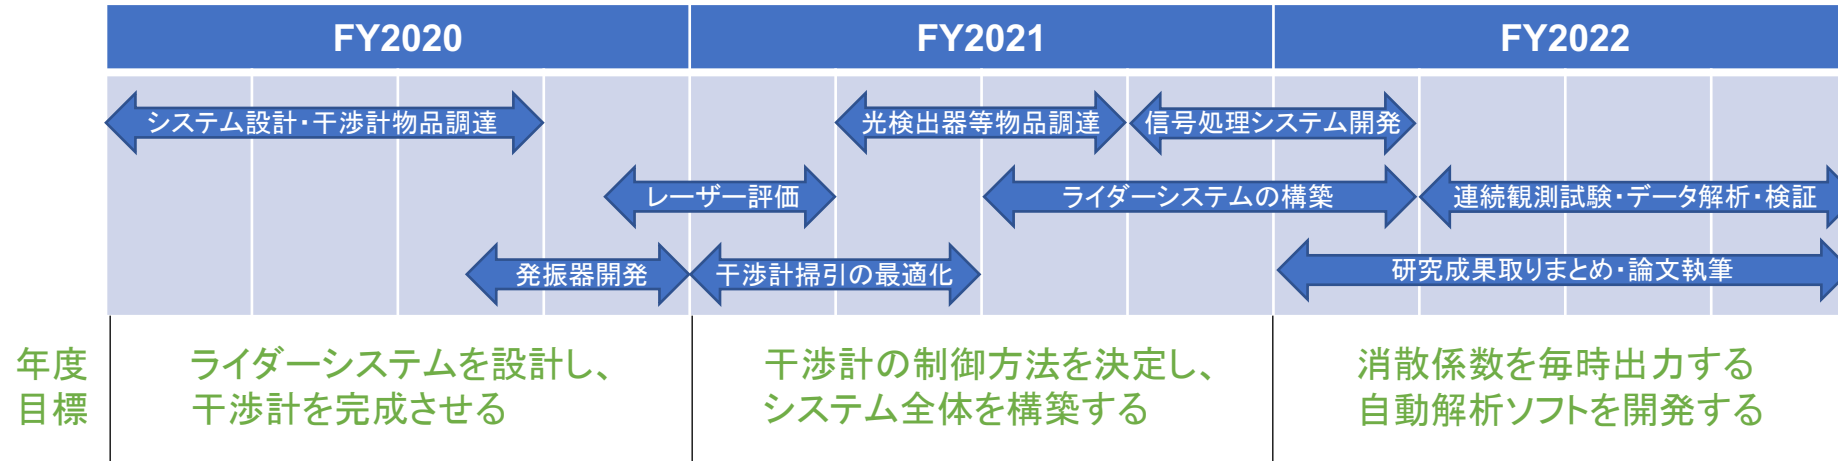 FY2020 FY2021 FY2022
システム設計・干渉計物品調達 光検出器等物品調達 信号処理システム開発
レーザー評価 ライダーシステムの構築 連続観測試験・データ解析・検証
発振器開発 干渉計掃引の最適化 研究成果取りまとめ・論文執筆
年度
目標
ライダーシステムを設計し、
干渉計を完成させる
干渉計の制御方法を決定し、
システム全体を構築する
消散係数を毎時出力する
自動解析ソフトを開発する